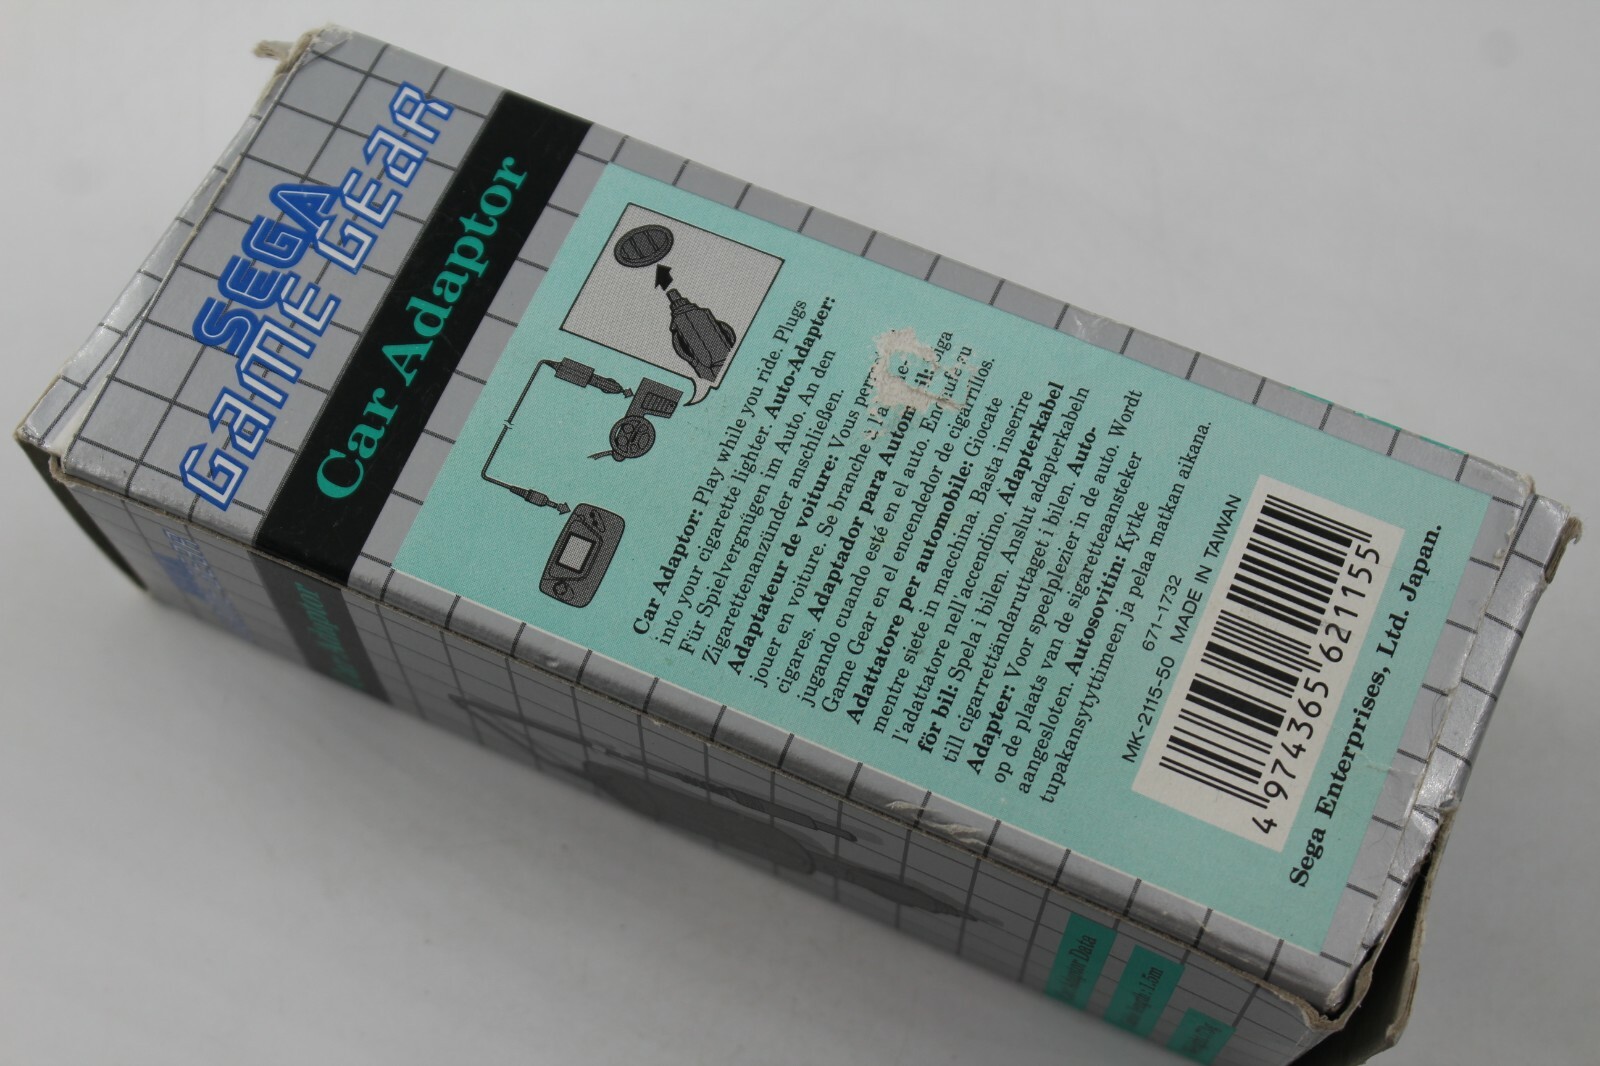 SEGA
GAME GEAR
Car Adaptor
Car Adaptor: Play while you ride. Plugs
into your cigarette lighter. Auto-Adapter:
Für Spielvergnügen im Auto. An den
Zigarettenanzünder anschließen.
Adaptateur de voiture: Vous
jouer en voiture. Se branche à l'a
cigares. Adaptador para Autom
jugando cuando esté en el auto.
Game Gear en el encendedor de cigarrillos.
Adattatore per automobile: Giocate
mentre siete in macchina. Basta inserire
l'adattatore nell'accendino. Adapterkabel
för bil: Spela i bilen. Anslut adapterkabeln
till cigarrettändaruttaget i bilen. Auto-
Adapter: Voor speelplezier in de auto. Wordt
op de plaats van de sigaretteaansteker
aangesloten. Autosovitin: Kytke
tupakansytyttimeen ja pelaa matkan aikana.
MK-2115-50 MADE IN TAIWAN
671-1732
4 974365 621155
Sega Enterprises, Ltd. Japan.
Car Adaptor
Data
1.5m